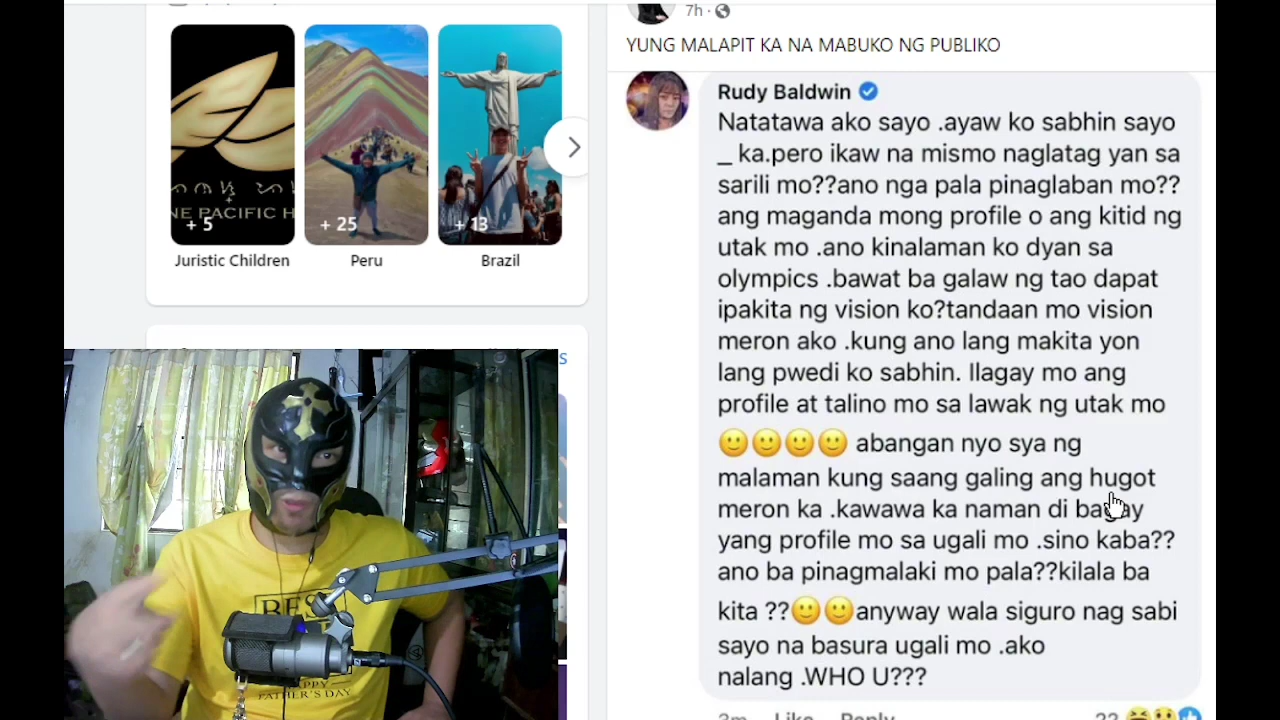 + 5
+ 25
+ 13
Juristic Children
Peru
Brazil
7h ·
YUNG MALAPIT KA NA MABUKO NG PUBLIKO
Rudy Baldwin
Natatawa ako sayo .ayaw ko sabhin sayo
_ ka.pero ikaw na mismo naglatag yan sa
sarili mo??ano nga pala pinaglaban mo??
ang maganda mong profile o ang kitid ng
utak mo .ano kinalaman ko dyan sa
olympics .bawat ba galaw ng tao dapat
ipakita ng vision ko?tandaan mo vision
meron ako .kung ano lang makita yon
lang pwedi ko sabhin. Ilagay mo ang
profile at talino mo sa lawak ng utak mo
🙂🙂🙂🙂 abangan nyo sya ng
malaman kung saang galing ang hugot
meron ka .kawawa ka naman di bagay
yang profile mo sa ugali mo .sino kaba??
ano ba pinagmalaki mo pala??kilala ba
kita ??🙂🙂anyway wala siguro nag sabi
sayo na basura ugali mo .ako
nalang .WHO U???
3m Like Reply 22
BES
HAPPY
FATHER'S DAY